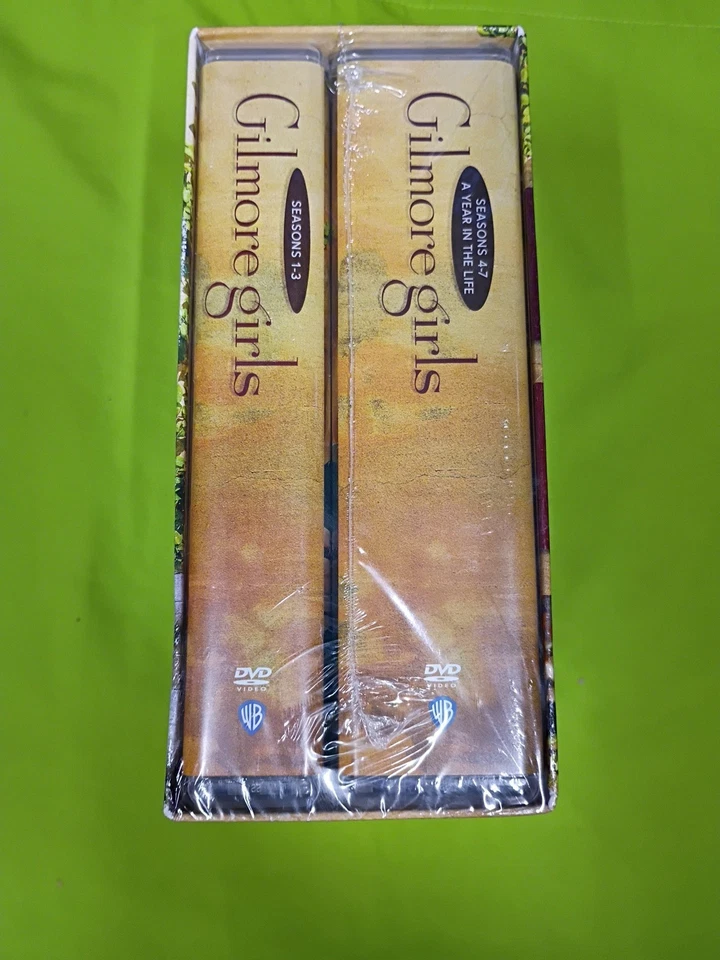 Gilmore girls
SEASONS 1-3
DVD
VIDEO
WB
Gilmore girls
SEASONS 4-7
A YEAR IN THE LIFE
DVD
VIDEO
WB